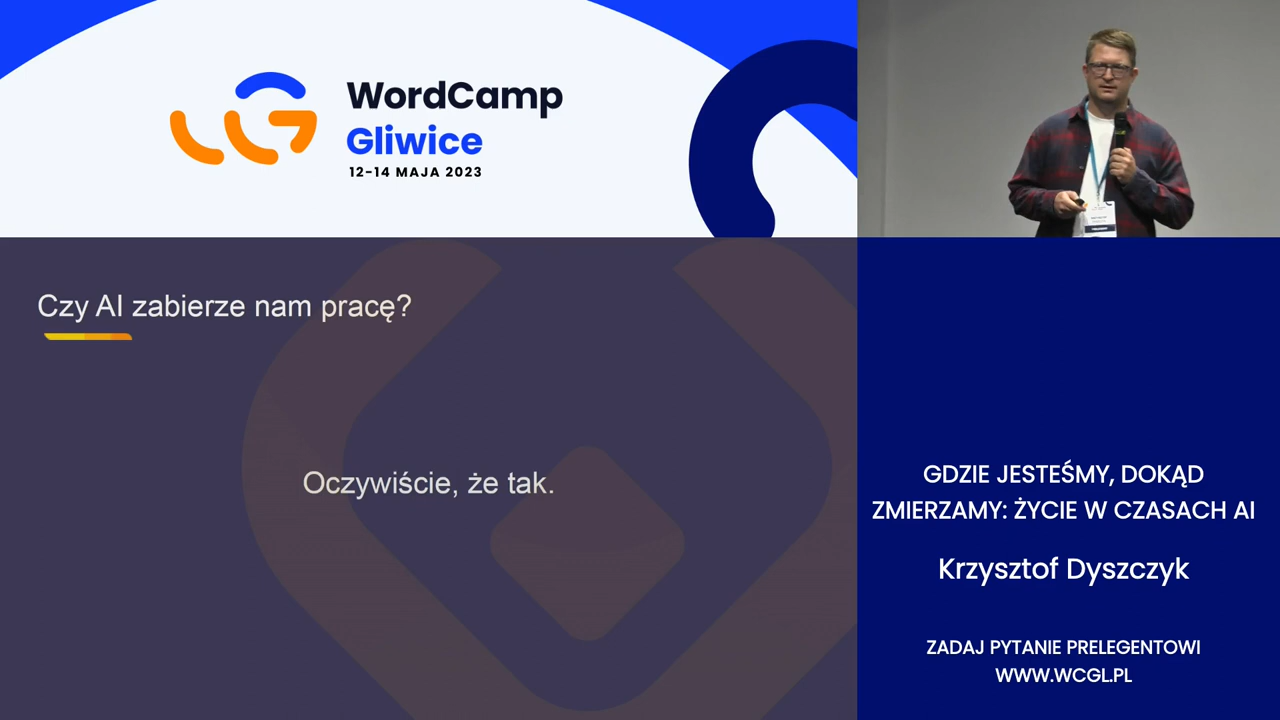 WordCamp
Gliwice
12-14 MAJA 2023
Czy AI zabierze nam pracę?
Oczywiście, że tak.
GDZIE JESTEŚMY, DOKĄD
ZMIERZAMY: ŻYCIE W CZASACH AI
Krzysztof Dyszczyk
ZADAJ PYTANIE PRELEGENTOWI
WWW.WCGL.PL